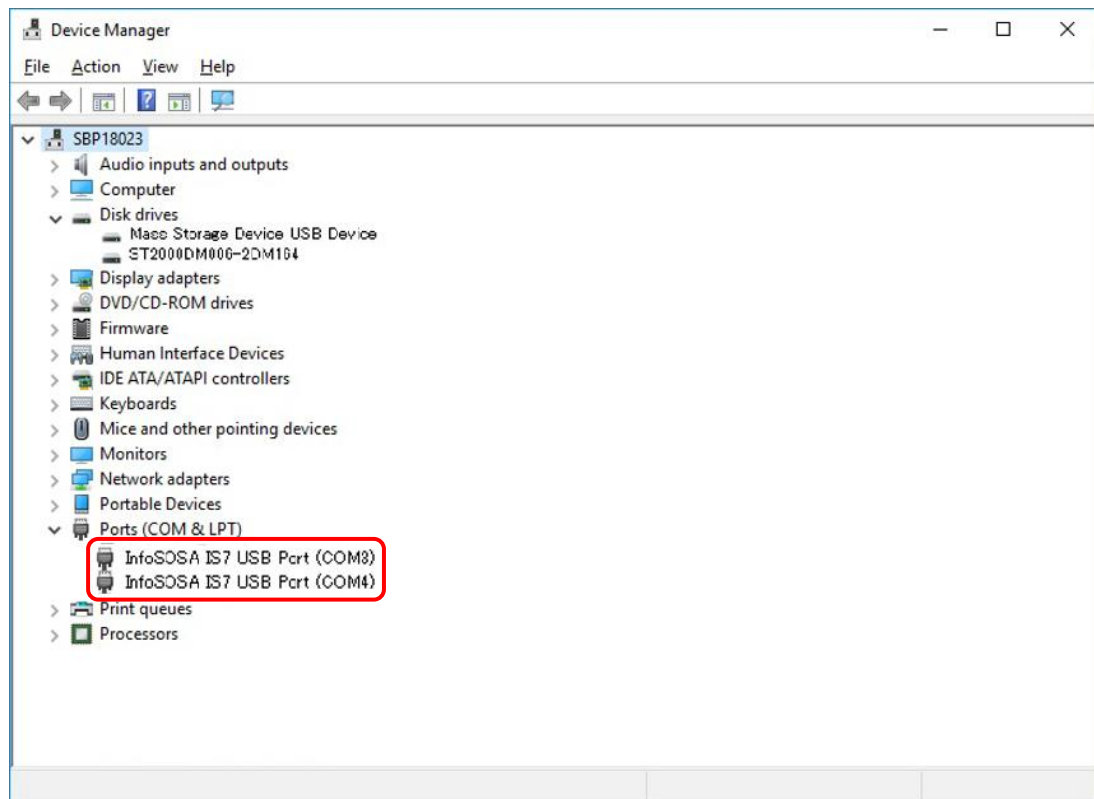 Device Manager
File Action View Help
SBP18023
Audio inputs and outputs
Computer
Disk drives
Mass Storage Device USB Device
ST2000DM006-2DM164
Display adapters
DVD/CD-ROM drives
Firmware
Human Interface Devices
IDE ATA/ATAPI controllers
Keyboards
Mice and other pointing devices
Monitors
Network adapters
Portable Devices
Ports (COM & LPT)
InfoSOSA IS7 USB Port (COM3)
InfoSOSA IS7 USB Port (COM4)
Print queues
Processors